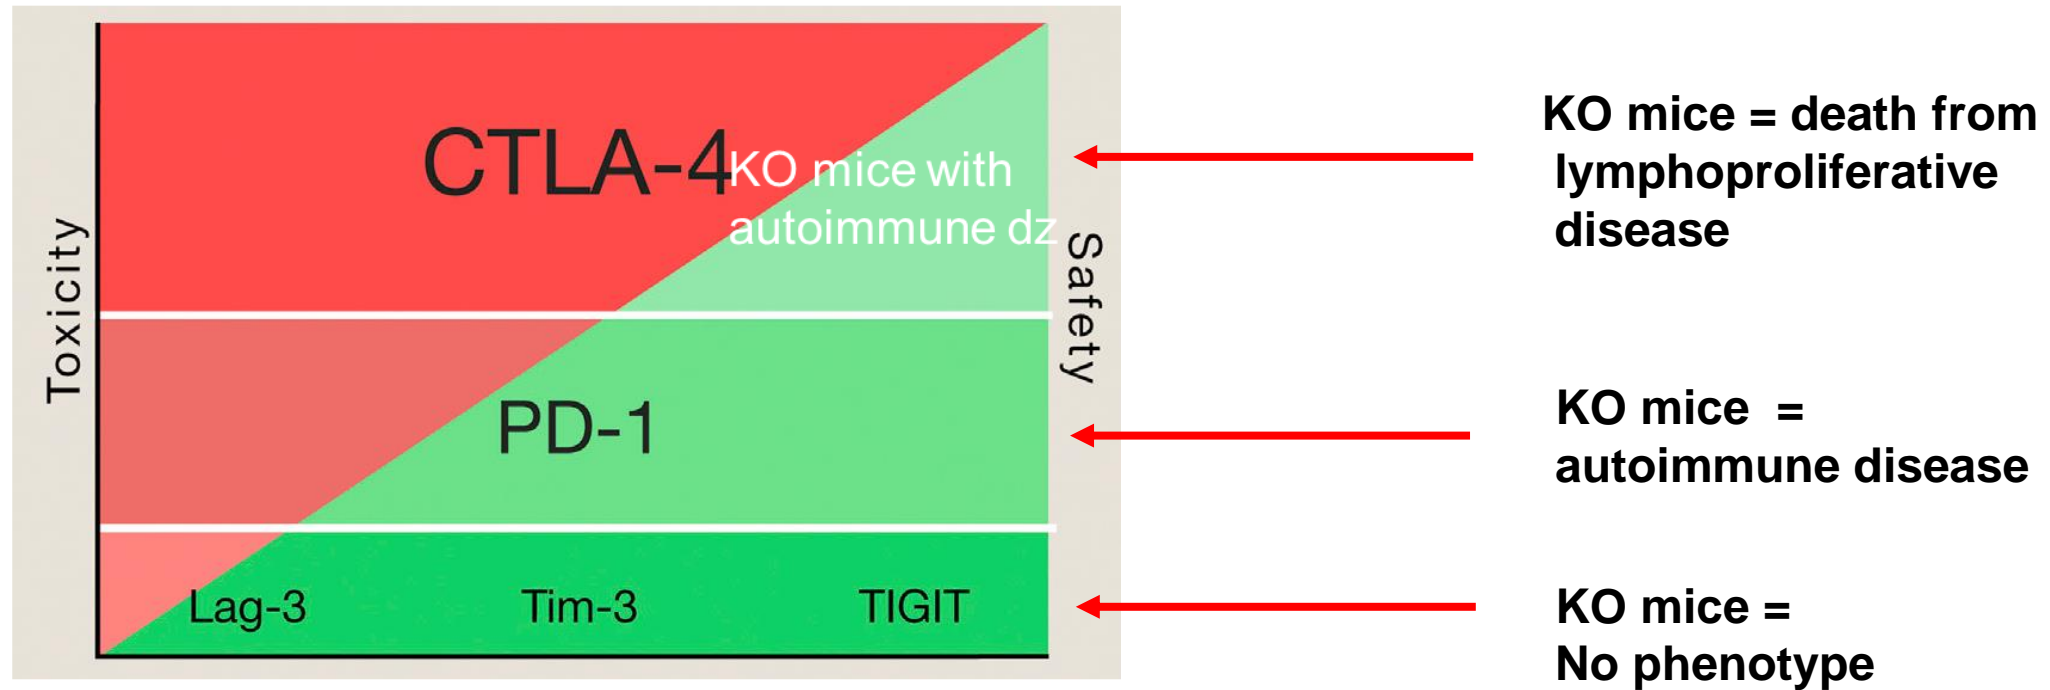 Toxicity
CTLA-4
KO mice with
autoimmune dz
PD-1
Lag-3
Tim-3
TIGIT
Safety
KO mice = death from
lymphoproliferative
disease
KO mice =
autoimmune disease
KO mice =
No phenotype